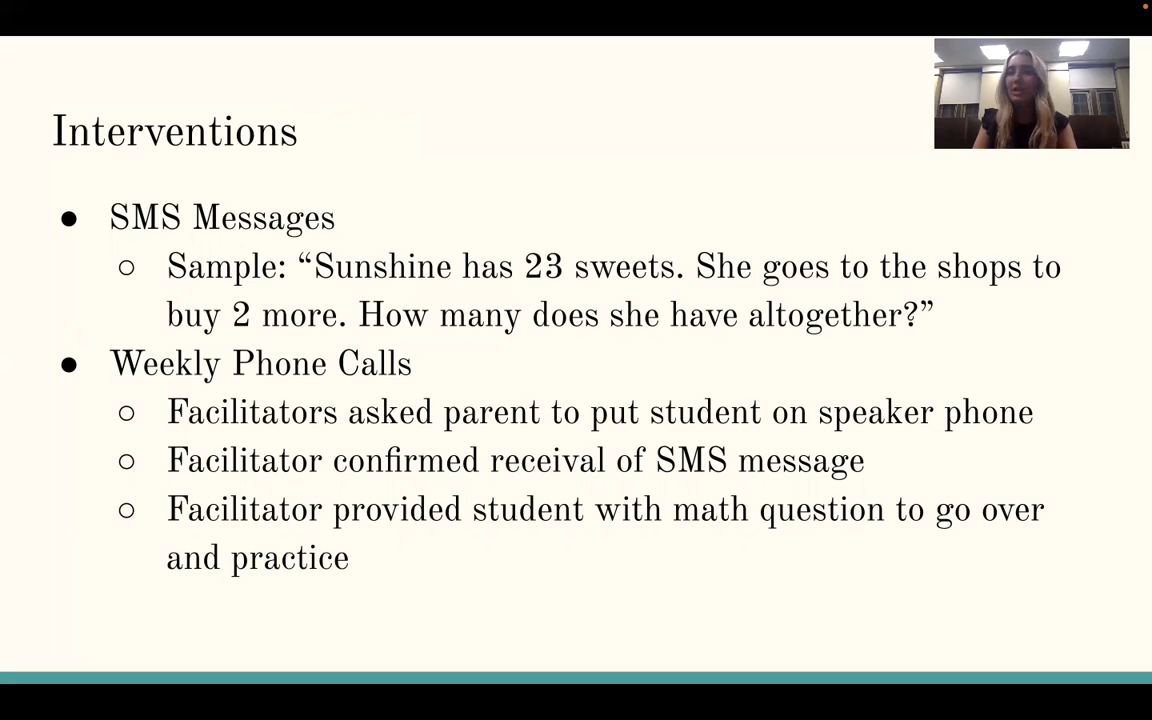 Interventions
● SMS Messages
○ Sample: “Sunshine has 23 sweets. She goes to the shops to
buy 2 more. How many does she have altogether?”
● Weekly Phone Calls
○ Facilitators asked parent to put student on speaker phone
○ Facilitator confirmed receival of SMS message
○ Facilitator provided student with math question to go over
and practice